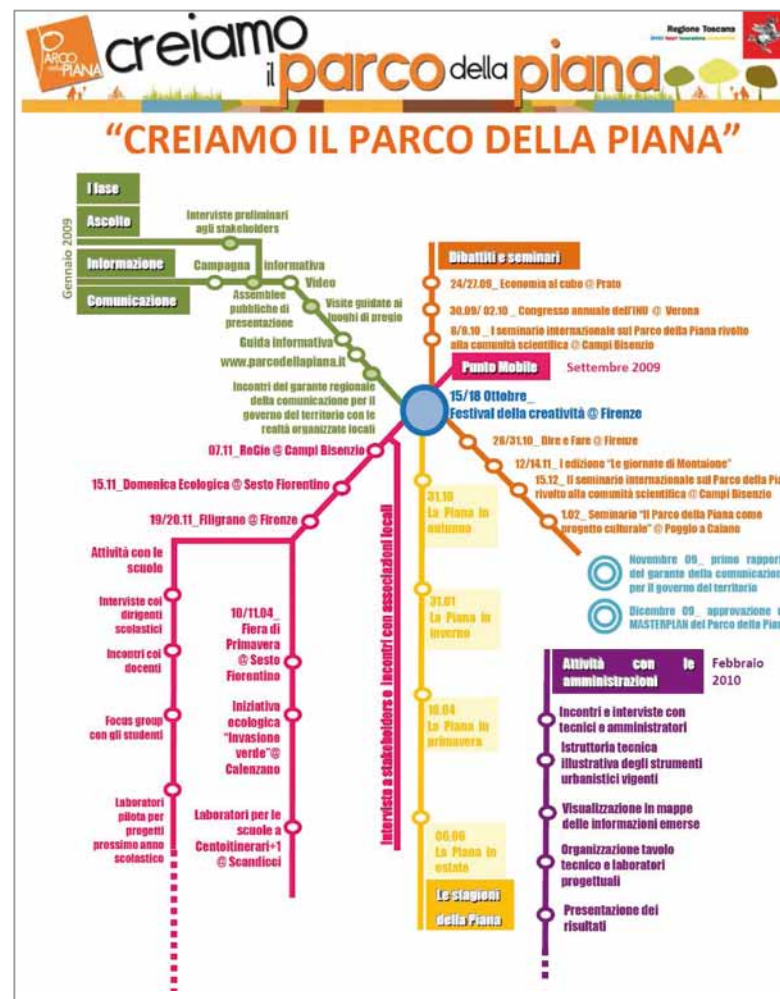 PARCO
della
PIANA
creiamo
il parco della piana
Regione Toscana
"CREIAMO IL PARCO DELLA PIANA"
Gennaio 2009
I fase
Ascolto
Informazione
Comunicazione
Interviste preliminari
agli stakeholders
Campagna informativa
Video
Assemblee
pubbliche di
presentazione
Visite guidate ai
luoghi di pregio
Guida informativa
www.parcodellapiana.it
Incontri del garante regionale
della comunicazione per il
governo del territorio con le
realtà organizzate locali
Dibattiti e seminari
24/27.09_ Economia al cubo @ Prato
30.09/ 02.10 _ Congresso annuale dell'INU @ Verona
8/9.10 _ I seminario internazionale sul Parco della Piana rivolto
alla comunità scientifica @ Campi Bisenzio
Punto Mobile
Settembre 2009
15/18 Ottobre_
Festival della creatività @ Firenze
28/31.10_ Dire e Fare @ Firenze
12/14.11_ I edizione "Le giornate di Montaione"
15.12_ II seminario internazionale sul Parco della Pia
rivolto alla comunità scientifica @ Campi Bisenzio
1.02_ Seminario "Il Parco della Piana come
progetto culturale" @ Poggio a Caiano
Novembre 09_ primo rapport
del garante della comunicazione
per il governo del territorio
Dicembre 09_ approvazione
MASTERPLAN del Parco della Pian
07.11_RoGie @ Campi Bisenzio
15.11_Domenica Ecologica @ Sesto Fiorentino
19/20.11_Filigrane @ Firenze
Attività con le
scuole
Interviste coi
dirigenti
scolastici
Incontri coi
docenti
Focus group
con gli studenti
Laboratori
pilota per
progetti
prossimo anno
scolastico
10/11.04_
Fiera di
Primavera
@ Sesto
Fiorentino
Iniziativa
ecologica
"Invasione
verde"@
Calenzano
Laboratori per le
scuole a
Centoitinerari+1
@ Scandicci
Interviste a stakeholders e incontri con associazioni locali
31.10
La Piana in
autunno
31.01
La Piana in
inverno
18.04
La Piana in
primavera
06.06
La Piana in
estate
Le stagioni
della Piana
Attività con le
amministrazioni
Febbraio
2010
Incontri e interviste con
tecnici e amministratori
Istruttoria tecnica
illustrativa degli strumenti
urbanistici vigenti
Visualizzazione in mappe
delle informazioni emerse
Organizzazione tavolo
tecnico e laboratori
progettuali
Presentazione dei
risultati